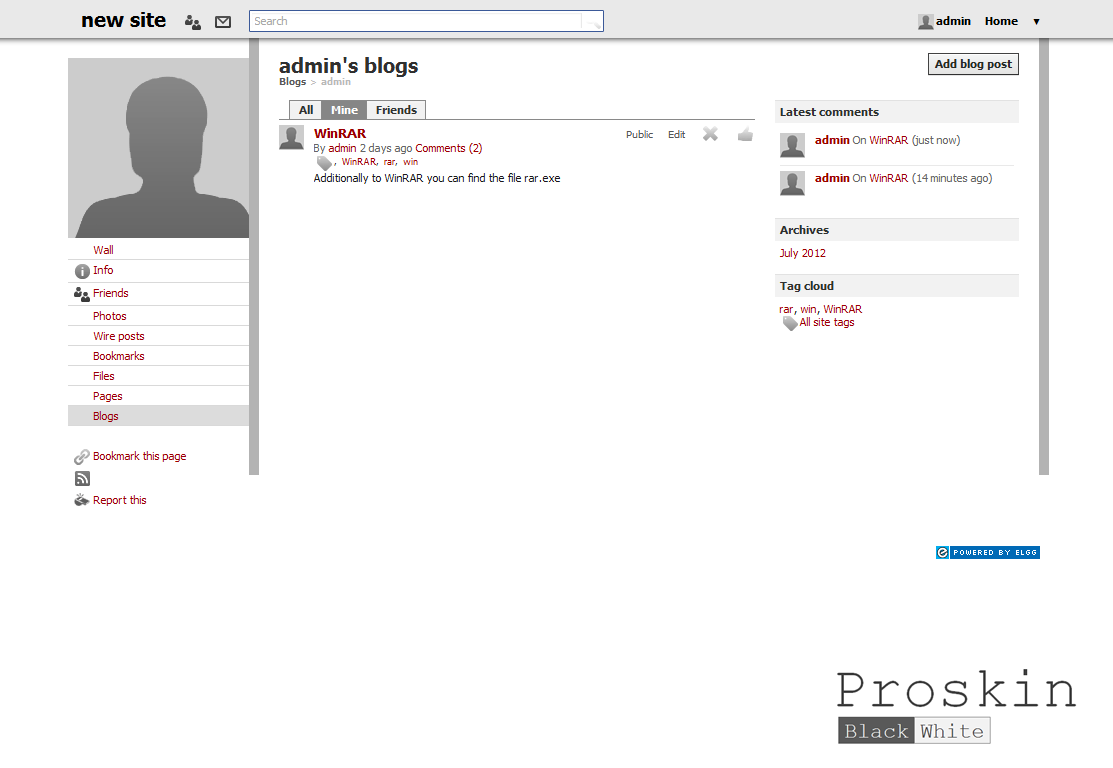 new site
Search
admin Home ▼
Wall
Info
Friends
Photos
Wire posts
Bookmarks
Files
Pages
Blogs
Bookmark this page
Report this
admin's blogs
Blogs > admin
Add blog post
All Mine Friends
WinRAR
Public Edit
By admin 2 days ago Comments (2)
, WinRAR, rar, win
Additionally to WinRAR you can find the file rar.exe
Latest comments
admin On WinRAR (just now)
admin On WinRAR (14 minutes ago)
Archives
July 2012
Tag cloud
rar, win, WinRAR
All site tags
POWERED BY ELGG
Proskin
Black White